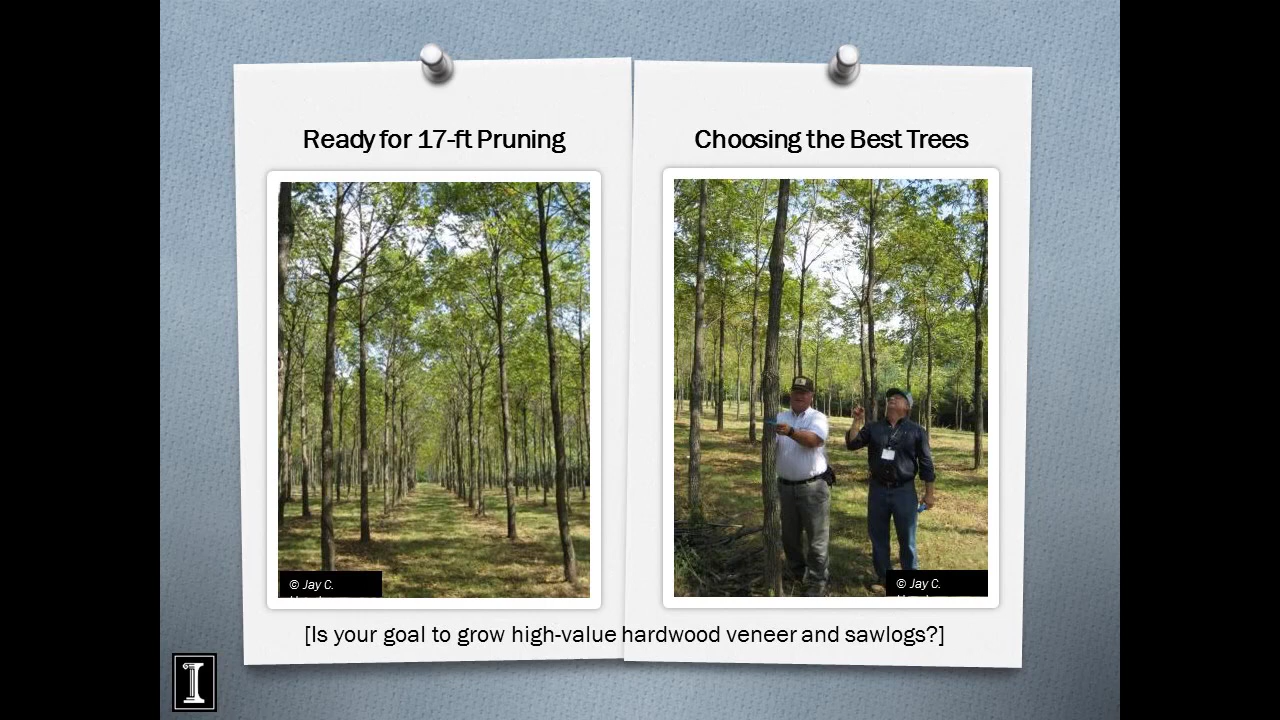 Ready for 17-ft Pruning
Choosing the Best Trees
© Jay C.
© Jay C.
[Is your goal to grow high-value hardwood veneer and sawlogs?]
I